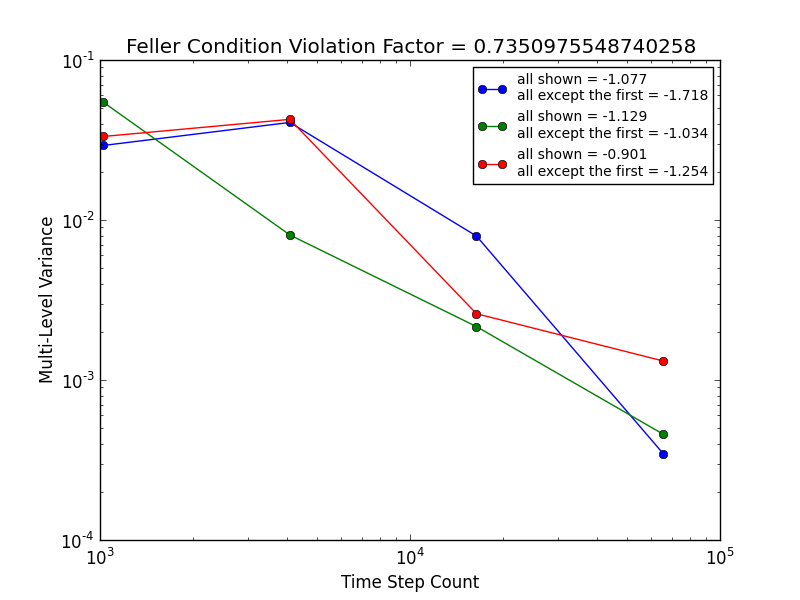 Feller Condition Violation Factor = 0.7350975548740258
all shown = -1.077
all except the first = -1.718
all shown = -1.129
all except the first = -1.034
all shown = -0.901
all except the first = -1.254
Multi-Level Variance
10^-1
10^-2
10^-3
10^-4
10^3
10^4
10^5
Time Step Count